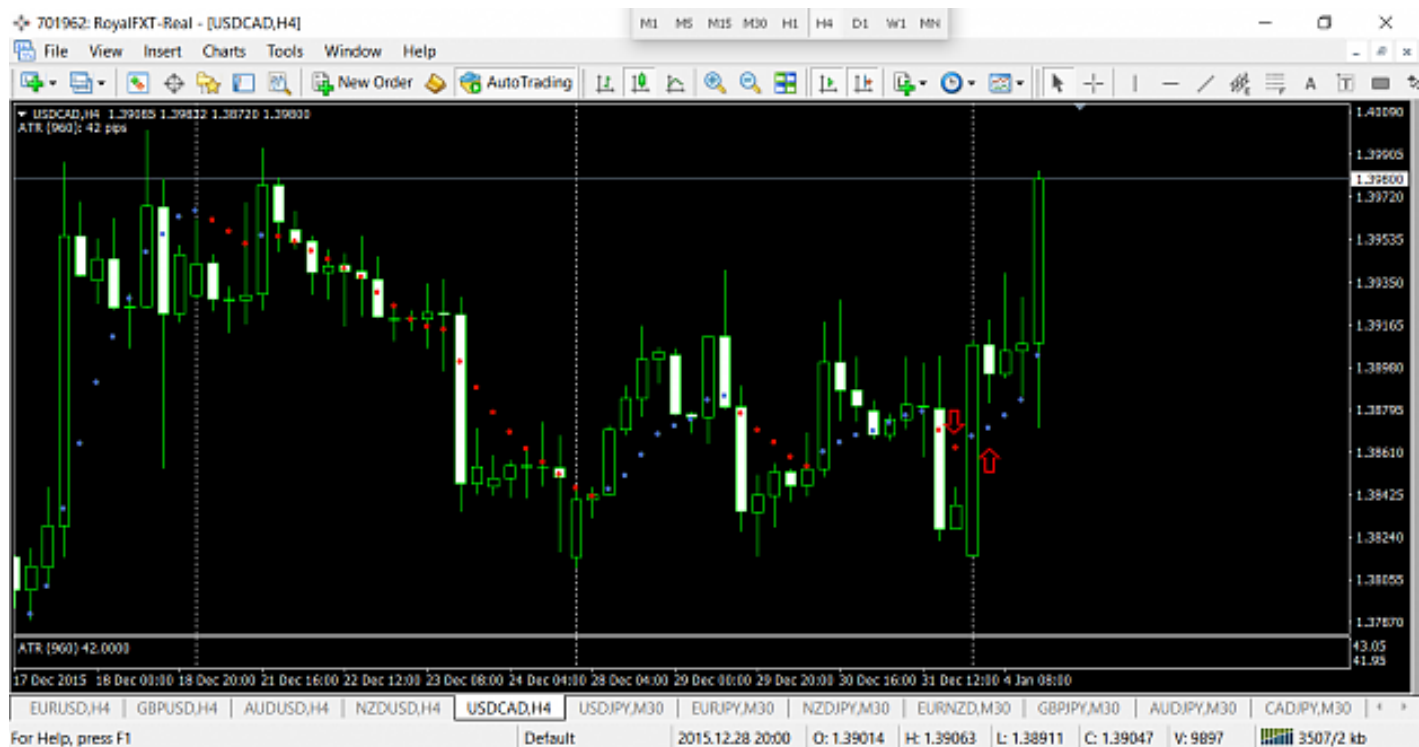 701962: RoyalFXT-Real - [USDCAD,H4]
M1 M5 M15 M30 H1 H4 D1 W1 MN
File View Insert Charts Tools Window Help
New Order AutoTrading A T
USDCAD,H4 1.39085 1.39832 1.38720 1.39800
ATR (960): 42 pips
1.40090
1.39905
1.39800
1.39720
1.39535
1.39350
1.39165
1.38980
1.38795
1.38610
1.38425
1.38240
1.38055
1.37870
ATR (960) 42.0000
43.05
41.95
17 Dec 2015 18 Dec 00:00 18 Dec 20:00 21 Dec 16:00 22 Dec 12:00 23 Dec 08:00 24 Dec 04:00 28 Dec 04:00 29 Dec 00:00 29 Dec 20:00 30 Dec 16:00 31 Dec 12:00 4 Jan 08:00
EURUSD,H4 GBPUSD,H4 AUDUSD,H4 NZDUSD,H4 USDCAD,H4 USDJPY,M30 EURJPY,M30 NZDJPY,M30 EURNZD,M30 GBPJPY,M30 AUDJPY,M30 CADJPY,M30
For Help, press F1 Default 2015.12.28 20:00 O: 1.39014 H: 1.39063 L: 1.38911 C: 1.39047 V: 9897 3507/2 kb